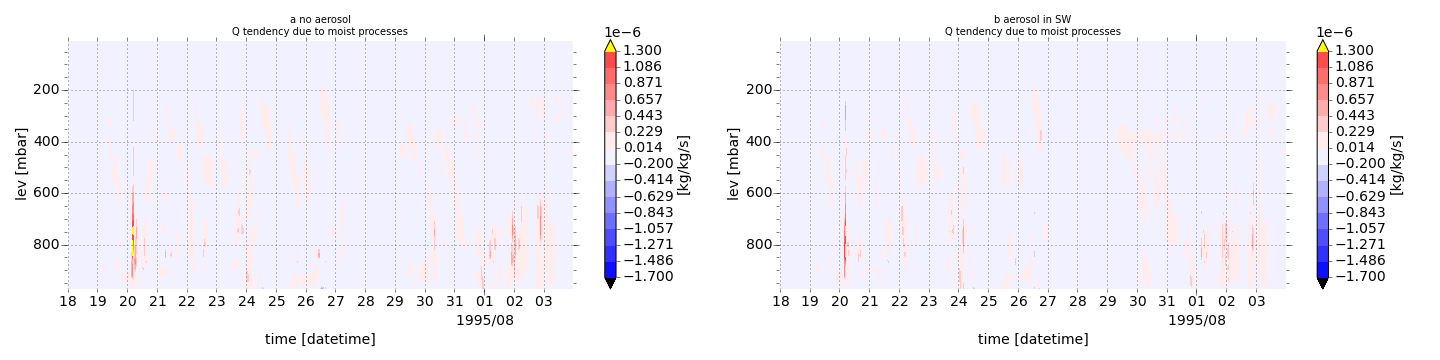 a no aerosol
Q tendency due to moist processes
1e−6
200
400
600
800
lev [mbar]
18 19 20 21 22 23 24 25 26 27 28 29 30 31 01 02 03
1995/08
time [datetime]
1.300
1.086
0.871
0.657
0.443
0.229
0.014
−0.200
−0.414
−0.629
−0.843
−1.057
−1.271
−1.486
−1.700
[kg/kg/s]
b aerosol in SW
Q tendency due to moist processes
1e−6
200
400
600
800
lev [mbar]
18 19 20 21 22 23 24 25 26 27 28 29 30 31 01 02 03
1995/08
time [datetime]
1.300
1.086
0.871
0.657
0.443
0.229
0.014
−0.200
−0.414
−0.629
−0.843
−1.057
−1.271
−1.486
−1.700
[kg/kg/s]